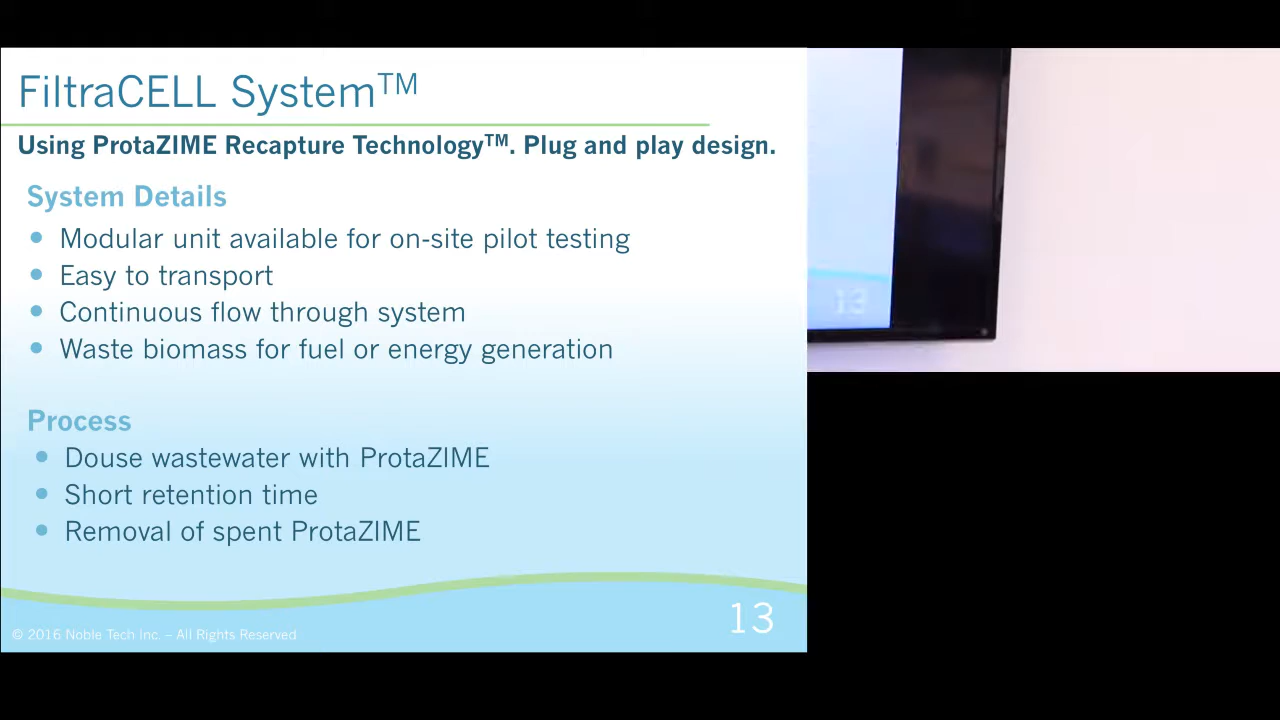 FiltraCELL System™
Using ProtaZIME Recapture Technology™. Plug and play design.
System Details
• Modular unit available for on-site pilot testing
• Easy to transport
• Continuous flow through system
• Waste biomass for fuel or energy generation
Process
• Douse wastewater with ProtaZIME
• Short retention time
• Removal of spent ProtaZIME
© 2016 Noble Tech Inc. – All Rights Reserved
13
13